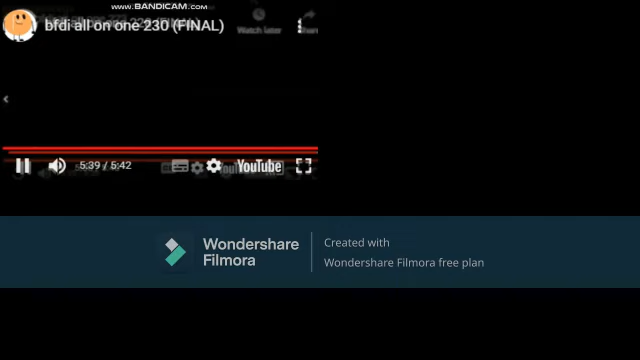 www.BANDICAM.com
bfdi all on one 230 (FINAL)
Watch later
Share
5:39 / 5:42
YouTube
Wondershare
Filmora
Created with
Wondershare Filmora free plan